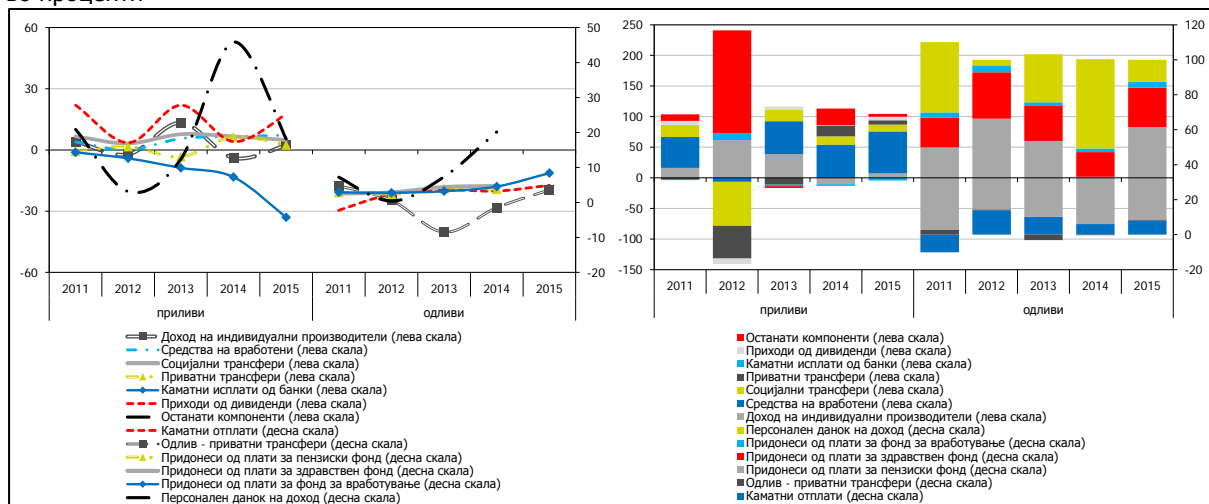 во проценти
60
30
0
-30
-60
50
40
30
20
10
0
-10
-20
2011 2012 2013 2014 2015 2011 2012 2013 2014 2015
приливи одливи
Доход на индивидуални производители (лева скала)
Средства на вработени (лева скала)
Социјални трансфери (лева скала)
Приватни трансфери (лева скала)
Каматни исплати од банки (лева скала)
Приходи од дивиденди (лева скала)
Останати компоненти (лева скала)
Каматни отплати (десна скала)
Одлив - приватни трансфери (десна скала)
Придонеси од плати за пензиски фонд (десна скала)
Придонеси од плати за здравствен фонд (десна скала)
Придонеси од плати за фонд за вработување (десна скала)
Персонален данок на доход (десна скала)
250
200
150
100
50
0
-50
-100
-150
120
100
80
60
40
20
0
-20
2011 2012 2013 2014 2015 2011 2012 2013 2014 2015
приливи одливи
Останати компоненти (лева скала)
Приходи од дивиденди (лева скала)
Каматни исплати од банки (лева скала)
Приватни трансфери (лева скала)
Социјални трансфери (лева скала)
Средства на вработени (лева скала)
Доход на индивидуални производители (лева скала)
Персонален данок на доход (десна скала)
Придонеси од плати за фонд за вработување (десна скала)
Придонеси од плати за здравствен фонд (десна скала)
Придонеси од плати за пензиски фонд (десна скала)
Одлив - приватни трансфери (десна скала)
Каматни отплати (десна скала)